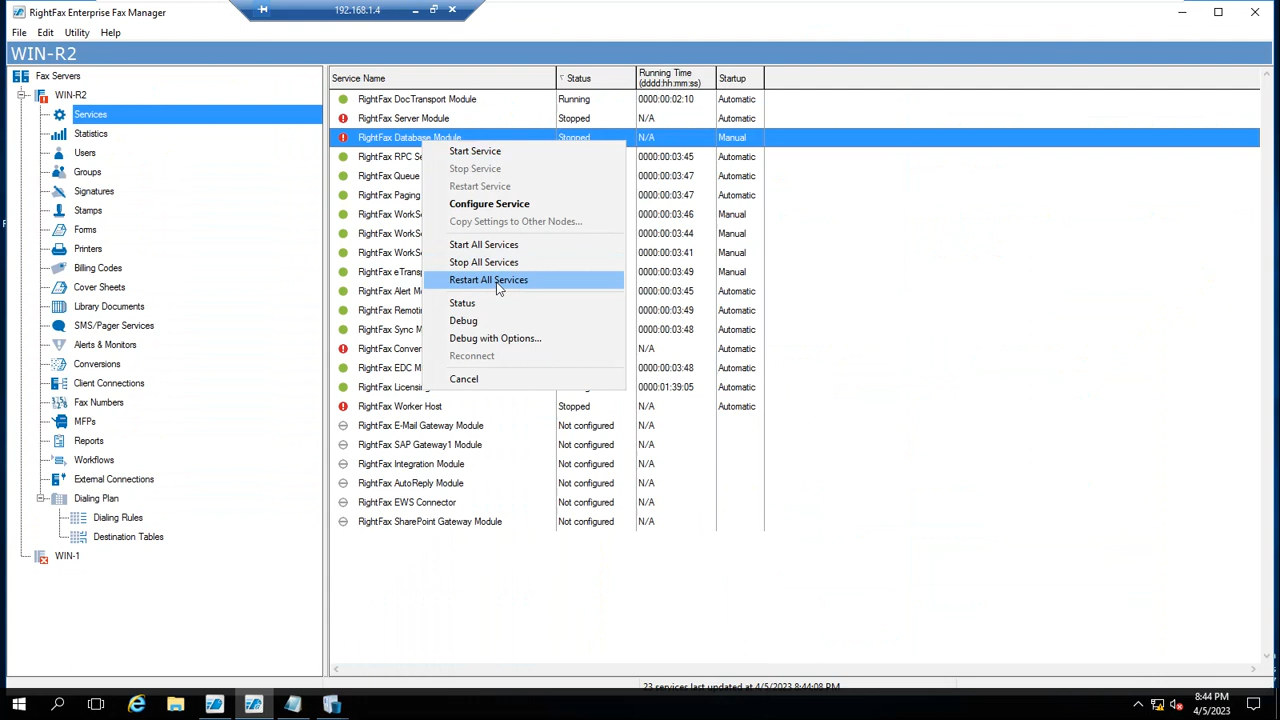 RightFax Enterprise Fax Manager
192.168.1.4
File Edit Utility Help
WIN-R2
Fax Servers
WIN-R2
Services
Statistics
Users
Groups
Signatures
Stamps
Forms
Printers
Billing Codes
Cover Sheets
Library Documents
SMS/Pager Services
Alerts & Monitors
Conversions
Client Connections
Fax Numbers
MFPs
Reports
Workflows
External Connections
Dialing Plan
Dialing Rules
Destination Tables
WIN-1
Service Name Status Running Time Startup
(dddd:hh:mm:ss)
RightFax DocTransport Module Running 0000:00:02:10 Automatic
RightFax Server Module Stopped N/A Automatic
RightFax Database Module Stopped N/A Manual
RightFax RPC 0000:00:03:45 Automatic
RightFax Queue 0000:00:03:47 Automatic
RightFax Paging 0000:00:03:47 Automatic
RightFax 0000:00:03:46 Manual
RightFax 0000:00:03:44 Manual
RightFax 0000:00:03:41 Manual
RightFax 0000:00:03:49 Manual
RightFax Alert 0000:00:03:45 Automatic
RightFax 0000:00:03:49 Automatic
RightFax Sync 0000:00:03:48 Automatic
RightFax N/A Automatic
RightFax EDC 0000:00:03:48 Automatic
RightFax 0000:01:39:05 Automatic
RightFax Worker Host Stopped N/A Automatic
RightFax E-Mail Gateway Module Not configured N/A
RightFax SAP Gateway1 Module Not configured N/A
RightFax Integration Module Not configured N/A
RightFax AutoReply Module Not configured N/A
RightFax EWS Connector Not configured N/A
RightFax SharePoint Gateway Module Not configured N/A
Start Service
Stop Service
Restart Service
Configure Service
Copy Settings to Other Nodes...
Start All Services
Stop All Services
Restart All Services
Status
Debug
Debug with Options...
Reconnect
Cancel
23 services last updated at 4/5/2023 8:44:08 PM
8:44 PM
4/5/2023